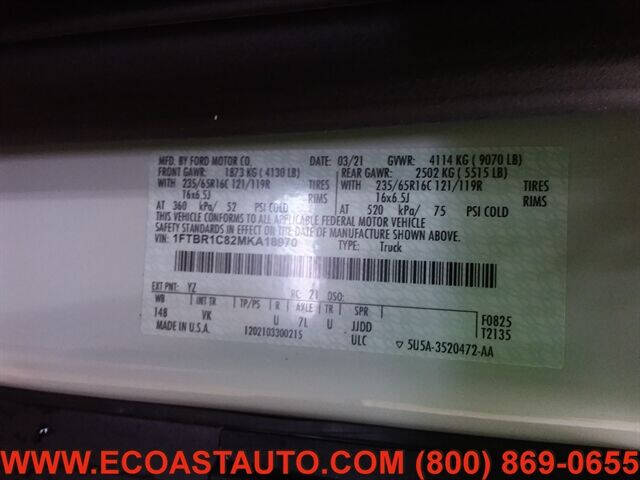 MFD. BY FORD MOTOR CO. DATE: 03/21 GVWR: 4114 KG ( 9070 LB)
FRONT GAWR: 1873 KG ( 4130 LB) REAR GAWR: 2502 KG ( 5515 LB)
WITH 235/65R16C 121/119R TIRES WITH 235/65R16C 121/119R TIRES
16x6.5J RIMS 16x6.5J RIMS
AT 360 kPa/ 52 PSI COLD AT 520 kPa/ 75 PSI COLD
THIS VEHICLE CONFORMS TO ALL APPLICABLE FEDERAL MOTOR VEHICLE
SAFETY STANDARDS IN EFFECT ON THE DATE OF MANUFACTURE SHOWN ABOVE.
VIN: 1FTBR1C82MKA18970 TYPE: Truck
EXT PNT: YZ RC: 21 DSO:
WB INT TR TP/PS R AXLE TR SPR
148 VK U 7L U JJDD F0825
MADE IN U.S.A. 1202103300215 ULC ▽ 5U5A-3520472-AA T2135
WWW.ECOASTAUTO.COM (800) 869-0655